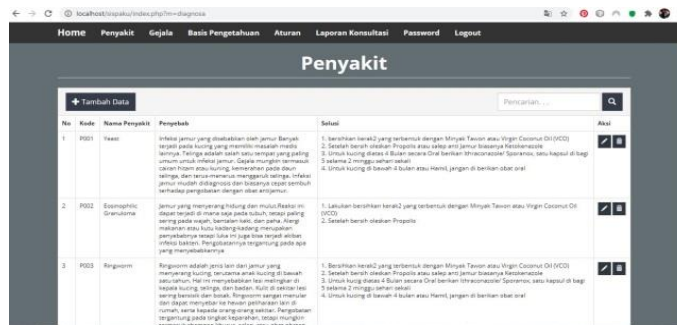 localhost/sispaku/index.php?m=diagnosa
Home Penyakit Gejala Basis Pengetahuan Aturan Laporan Konsultasi Password Logout
Penyakit
+ Tambah Data
Pencarian....
No Kode Nama Penyakit Penyebab Solusi Aksi
1 P001 Yeast
Infeksi jamur yang disebabkan oleh jamur Banyak
terjadi pada kucing yang memiliki masalah medis
lainnya. Telinga adalah salah satu tempat yang paling
umum untuk infeksi jamur. Gejala mungkin termasuk
cairan hitam atau kuning, kemerahan pada daun
telinga, dan terus-menerus menggaruk telinga. Infeksi
jamur mudah didiagnosis dan biasanya cepat sembuh
terhadap pengobatan dengan obat antijamur.
1. bersihkan kerak2 yang terbentuk dengan Minyak Tawon atau Virgin Coconut Oil (VCO)
2. Setelah bersih oleskan Propolis atau salep anti jamur biasanya Ketokenazole
3. Untuk kucing diatas 4 Bulan secara Oral berikan Ithraconazole/ Sporanox, satu kapsul di bagi
5 selama 2 minggu sehari sekali
4. Untuk kucing di bawah 4 bulan atau Hamil, jangan di berikan obat oral
2 P002 Eosinophilic
Granuloma
Jamur yang menyerang hidung dan mulut.Reaksi ini
dapat terjadi di mana saja pada tubuh, tetapi paling
sering pada wajah, bantalan kaki, dan paha. Alergi
makanan atau kutu kadang-kadang merupakan
penyebabnya tetapi luka ini juga bisa terjadi akibat
infeksi bakteri. Pengobatannya tergantung pada apa
yang menyebabkannya
1. Lakukan bersihkan kerak2 yang terbentuk dengan Minyak Tawon atau Virgin Coconut Oil
(VCO)
2. Setelah bersih oleskan Propolis
3 P003 Ringworm
Ringworm adalah jenis lain dari jamur yang
menyerang kucing, terutama anak kucing di bawah
satu tahun. Hal ini menyebabkan lesi melingkar di
kepala kucing, telinga, dan badan. Kulit di sekitar lesi
sering bersisik dan botak. Ringworm sangat menular
dan dapat menyebar ke hewan peliharaan lain di
rumah, serta kepada orang-orang sekitar. Pengobatan
tergantung pada tingkat keparahan, tetapi mungkin
1. Bersihkan kerak2 yang terbentuk dengan Minyak Tawon atau Virgin Coconut Oil (VCO)
2. Setelah bersih oleskan Propolis atau salep anti jamur biasanya Ketokenazole
3. Untuk kucig diatas 4 Bulan secara Oral berikan Ithraconazole/ Sporanox, satu kapsul di bagi
5 selama 2 minggu sehari sekali
4. Untuk kucing di bawah 4 bulan atau Hamil, jangan di berikan obat oral